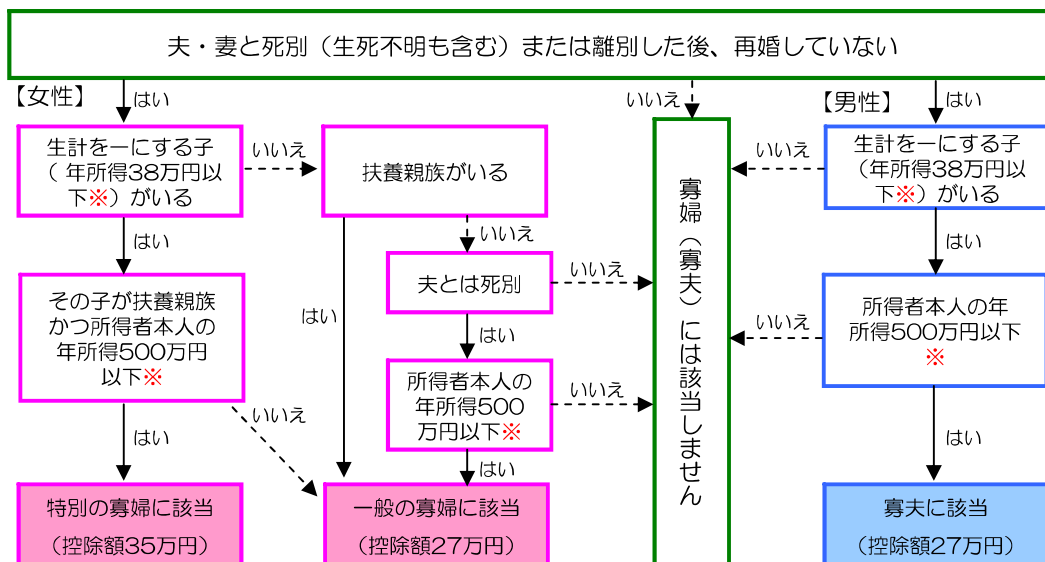 夫・妻と死別（生死不明も含む）または離別した後、再婚していない
【女性】
はい
いいえ
【男性】
はい
生計を一にする子
（ 年所得38万円以
下※）がいる
いいえ
扶養親族がいる
寡婦（寡夫）には該当しません
いいえ
生計を一にする子
（年所得38万円以
下※）がいる
はい
いいえ
はい
その子が扶養親族
かつ所得者本人の
年所得500万円
以下※
はい
夫とは死別
いいえ
はい
いいえ
所得者本人の年
所得500万円以下
※
所得者本人の
年所得500
万円以下※
いいえ
はい
いいえ
はい
はい
特別の寡婦に該当
（控除額35万円）
一般の寡婦に該当
（控除額27万円）
寡夫に該当
（控除額27万円）